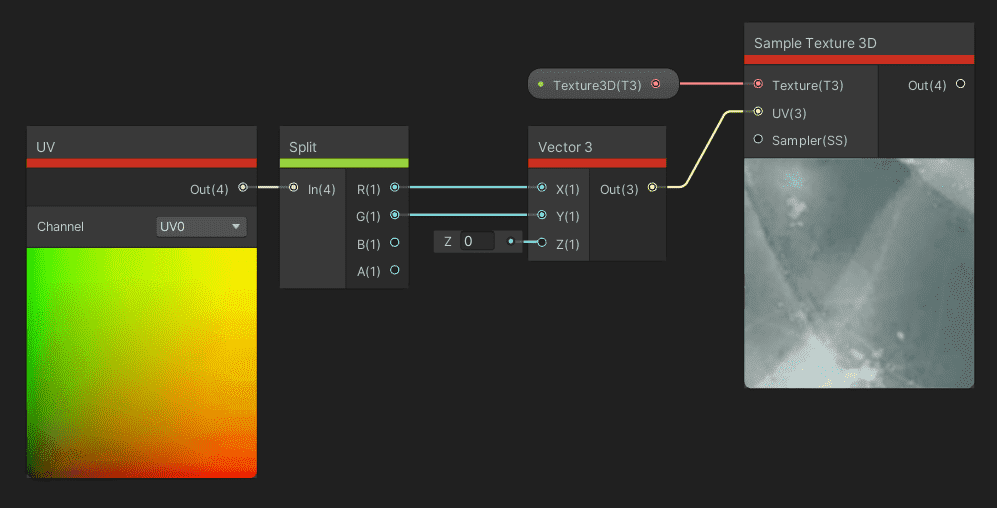 UV
Out(4)
Channel
UV0
Split
In(4)
R(1)
G(1)
B(1)
A(1)
Z 0
Vector 3
X(1)
Y(1)
Z(1)
Out(3)
Texture3D(T3)
Sample Texture 3D
Texture(T3)
UV(3)
Sampler(SS)
Out(4)